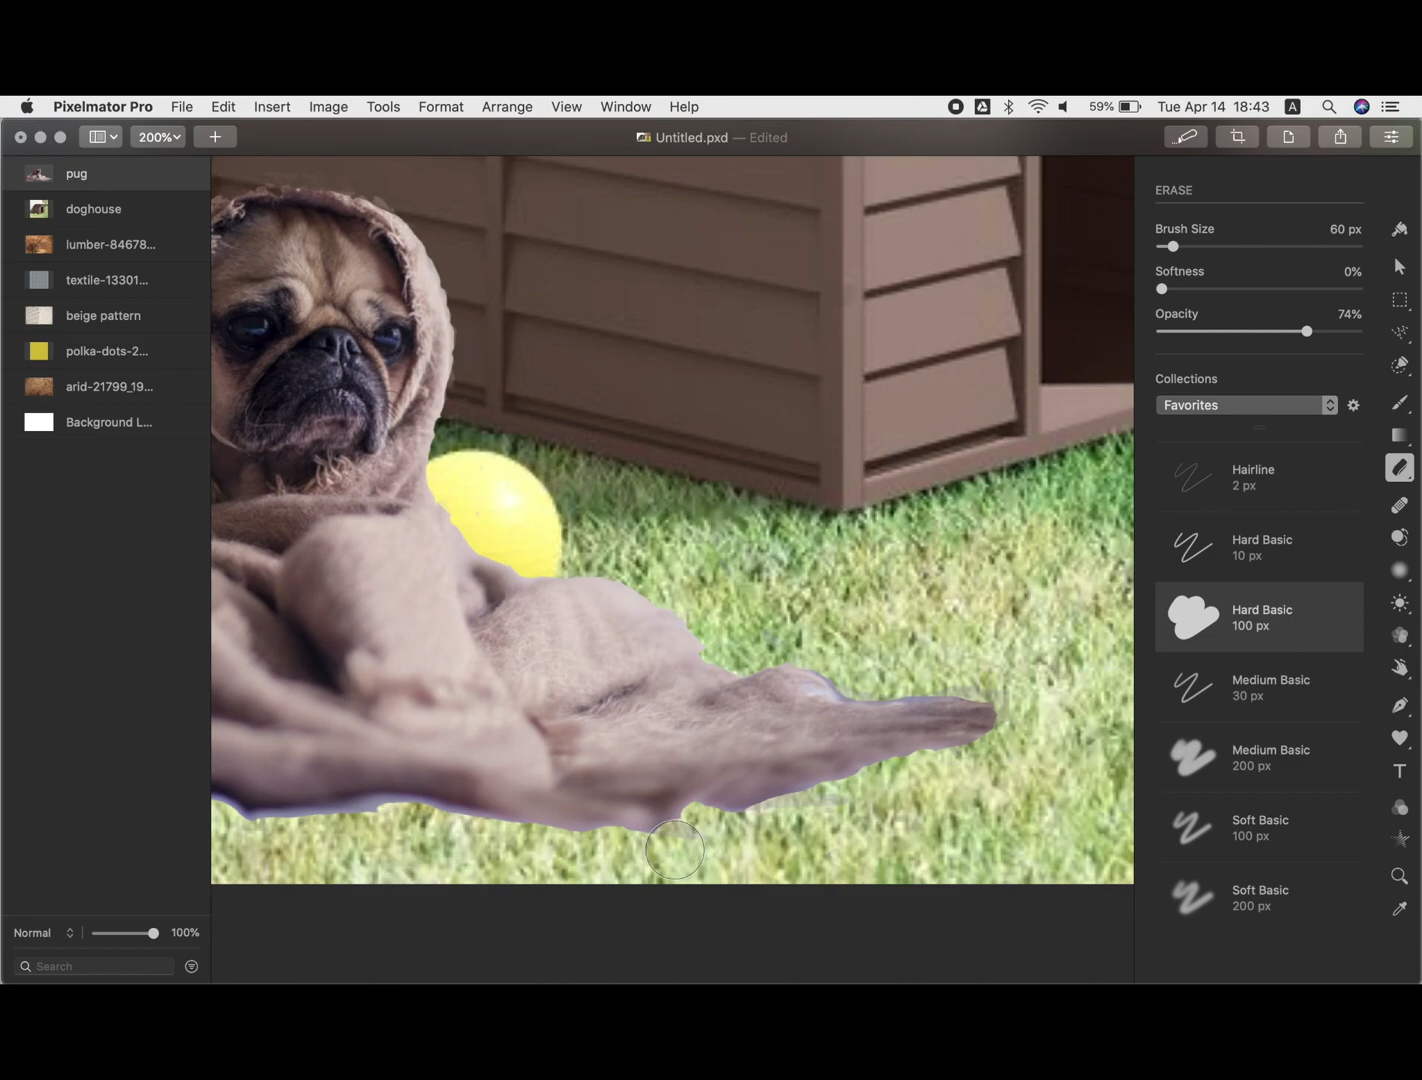 Pixelmator Pro File Edit Insert Image Tools Format Arrange View Window Help 59% Tue Apr 14 18:43 A
200% Untitled.pxd — Edited
pug
doghouse
lumber-84678...
textile-13301...
beige pattern
polka-dots-2...
arid-21799_19...
Background L...
Normal 100%
Search
ERASE
Brush Size 60 px
Softness 0%
Opacity 74%
Collections
Favorites
Hairline
2 px
Hard Basic
10 px
Hard Basic
100 px
Medium Basic
30 px
Medium Basic
200 px
Soft Basic
100 px
Soft Basic
200 px
T